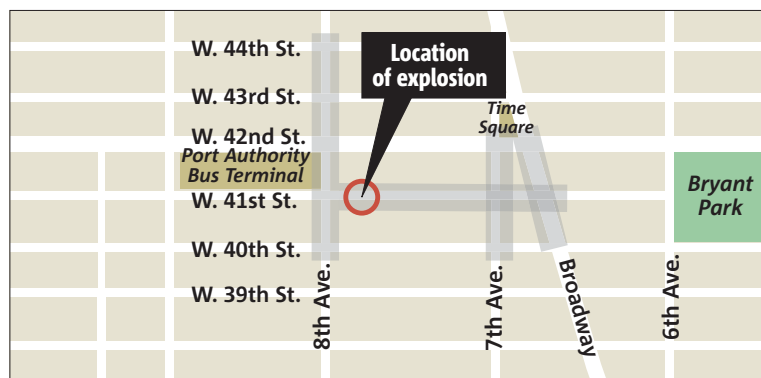 W. 44th St.
Location
of explosion
W. 43rd St.
Time
Square
W. 42nd St.
Port Authority
Bus Terminal
W. 41st St.
Bryant
Park
W. 40th St.
W. 39th St.
8th Ave.
7th Ave.
Broadway
6th Ave.